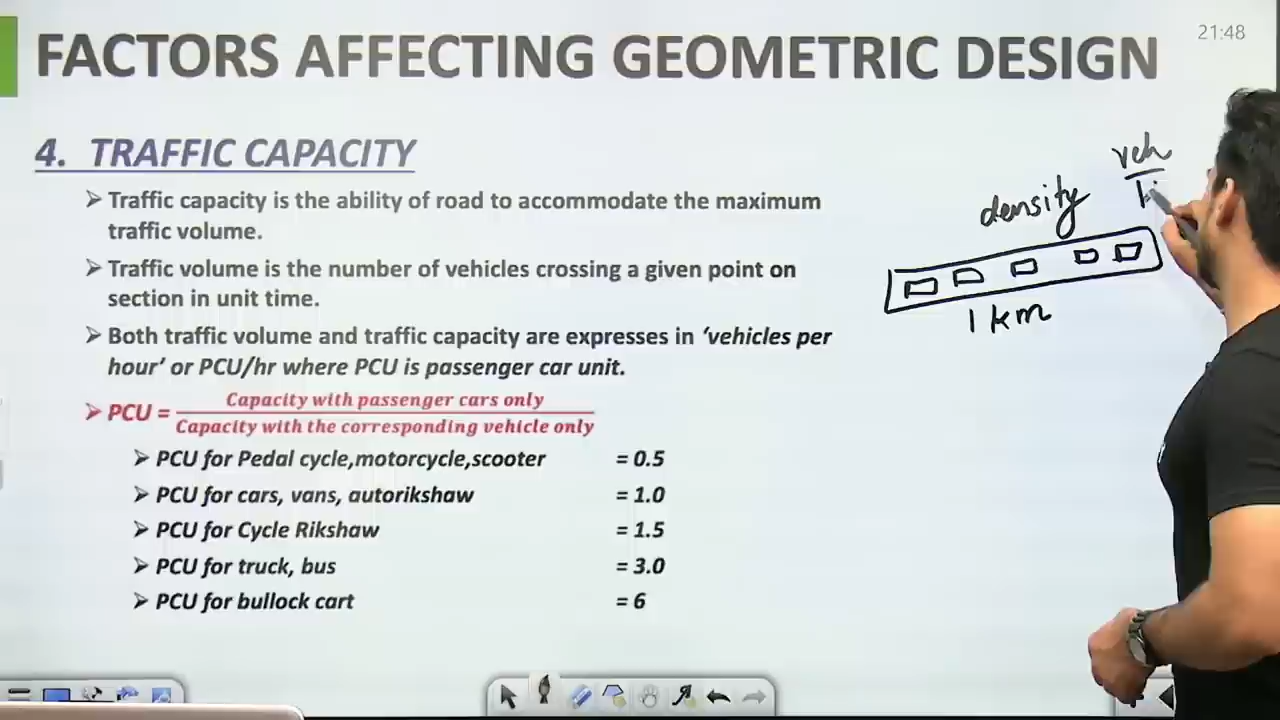 21:48
FACTORS AFFECTING GEOMETRIC DESIGN
4. TRAFFIC CAPACITY
➢ Traffic capacity is the ability of road to accommodate the maximum
traffic volume.
➢ Traffic volume is the number of vehicles crossing a given point on
section in unit time.
➢ Both traffic volume and traffic capacity are expresses in ‘vehicles per
hour’ or PCU/hr where PCU is passenger car unit.
➢ PCU = Capacity with passenger cars only
Capacity with the corresponding vehicle only
➢ PCU for Pedal cycle,motorcycle,scooter = 0.5
➢ PCU for cars, vans, autorikshaw = 1.0
➢ PCU for Cycle Rikshaw = 1.5
➢ PCU for truck, bus = 3.0
➢ PCU for bullock cart = 6
veh
density
1 km